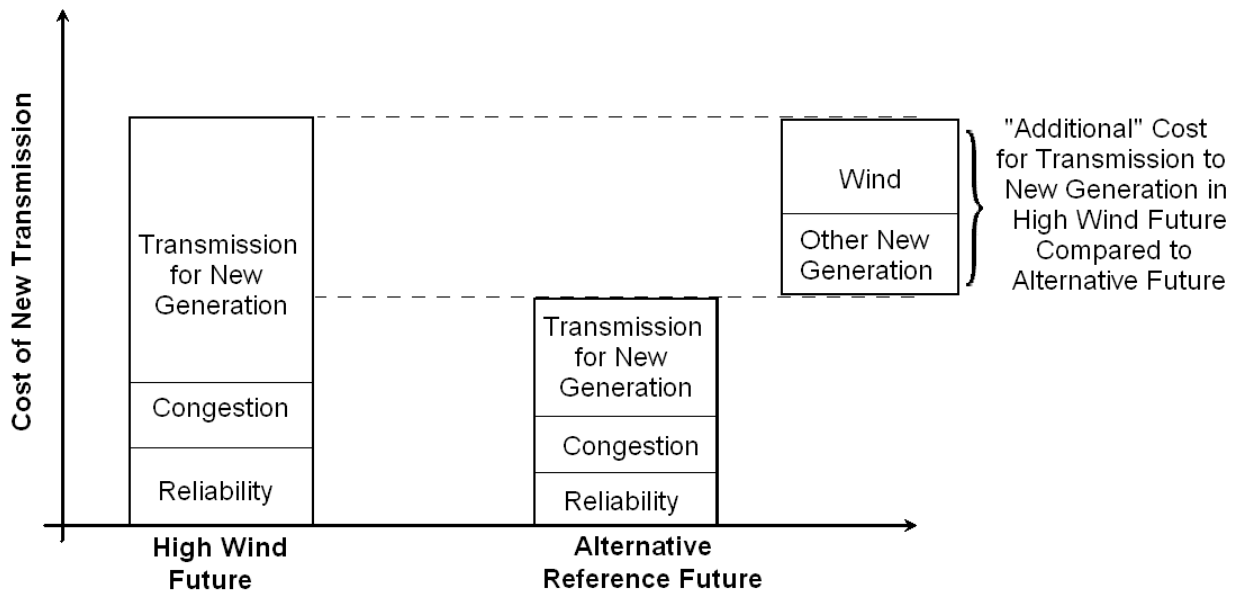 Cost of New Transmission
Transmission
for New
Generation
Congestion
Reliability
High Wind
Future
Transmission
for New
Generation
Congestion
Reliability
Alternative
Reference Future
Wind
Other New
Generation
"Additional" Cost
for Transmission to
New Generation in
High Wind Future
Compared to
Alternative Future